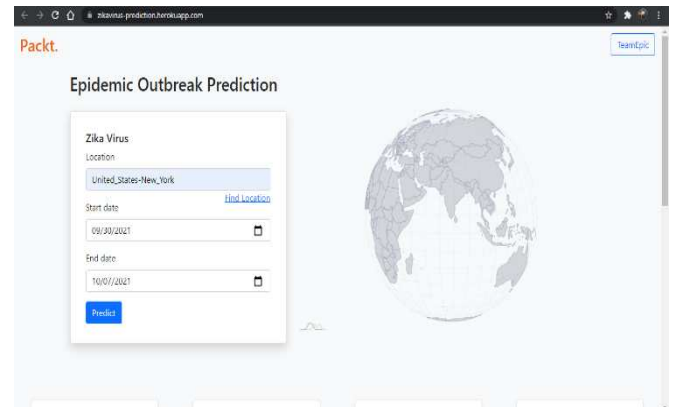 zikavirus-prediction.herokuapp.com
Packt.
TeamEpic
Epidemic Outbreak Prediction
Zika Virus
Location
United_States-New_York
Find Location
Start date
09/30/2021
End date
10/07/2021
Predict